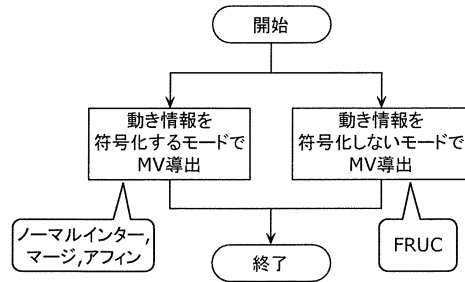 開始
動き情報を
符号化するモードで
MV導出
動き情報を
符号化しないモードで
MV導出
ノーマルインター,
マージ,アフィン
FRUC
終了